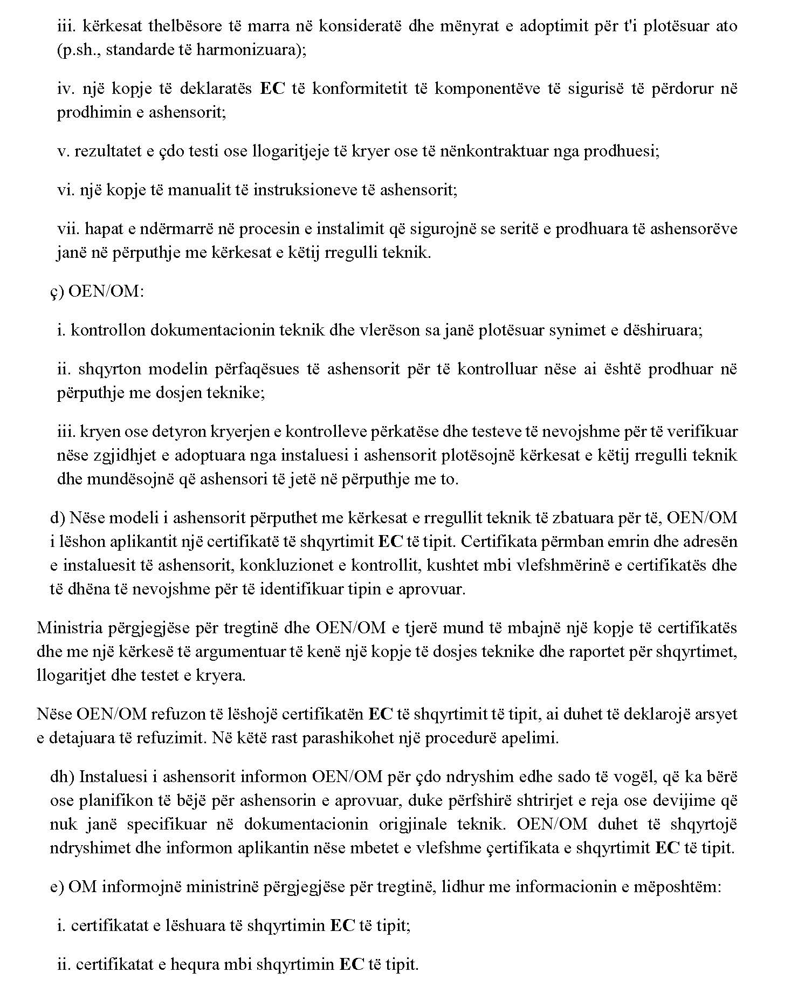 iii. kërkesat thelbësore të marra në konsideratë dhe mënyrat e adoptimit për t'i plotësuar ato
(p.sh., standarde të harmonizuara);
iv. një kopje të deklaratës EC të konformitetit të komponentëve të sigurisë të përdorur në
prodhimin e ashensorit;
v. rezultatet e çdo testi ose llogaritjeje të kryer ose të nënkontraktuar nga prodhuesi;
vi. një kopje të manualit të instruksioneve të ashensorit;
vii. hapat e ndërmarrë në procesin e instalimit që sigurojnë se seritë e prodhuara të ashensorëve
janë në përputhje me kërkesat e këtij rregulli teknik.
ç) OEN/OM:
i. kontrollon dokumentacionin teknik dhe vlerëson sa janë plotësuar synimet e dëshiruara;
ii. shqyrton modelin përfaqësues të ashensorit për të kontrolluar nëse ai është prodhuar në
përputhje me dosjen teknike;
iii. kryen ose detyron kryerjen e kontrolleve përkatëse dhe testeve të nevojshme për të verifikuar
nëse zgjidhjet e adoptuara nga instaluesi i ashensorit plotësojnë kërkesat e këtij rregulli teknik
dhe mundësojnë që ashensori të jetë në përputhje me to.
d) Nëse modeli i ashensorit përputhet me kërkesat e rregullit teknik të zbatuara për të, OEN/OM
i lëshon aplikantit një certifikatë të shqyrtimit EC të tipit. Certifikata përmban emrin dhe adresën
e instaluesit të ashensorit, konkluzionet e kontrollit, kushtet mbi vlefshmërinë e certifikatës dhe
të dhëna të nevojshme për të identifikuar tipin e aprovuar.
Ministria përgjegjëse për tregtinë dhe OEN/OM e tjerë mund të mbajnë një kopje të certifikatës
dhe me një kërkesë të argumentuar të kenë një kopje të dosjes teknike dhe raportet për shqyrtimet,
llogaritjet dhe testet e kryera.
Nëse OEN/OM refuzon të lëshojë certifikatën EC të shqyrtimit të tipit, ai duhet të deklarojë arsyet
e detajuara të refuzimit. Në këtë rast parashikohet një procedurë apelimi.
dh) Instaluesi i ashensorit informon OEN/OM për çdo ndryshim edhe sado të vogël, që ka bërë
ose planifikon të bëjë për ashensorin e aprovuar, duke përfshirë shtrirjet e reja ose devijime që
nuk janë specifikuar në dokumentacionin origjinale teknik. OEN/OM duhet të shqyrtojë
ndryshimet dhe informon aplikantin nëse mbetet e vlefshme çertifikata e shqyrtimit EC të tipit.
e) OM informojnë ministrinë përgjegjëse për tregtinë, lidhur me informacionin e mëposhtëm:
i. certifikatat e lëshuara të shqyrtimin EC të tipit;
ii. certifikatat e hequra mbi shqyrtimin EC të tipit.